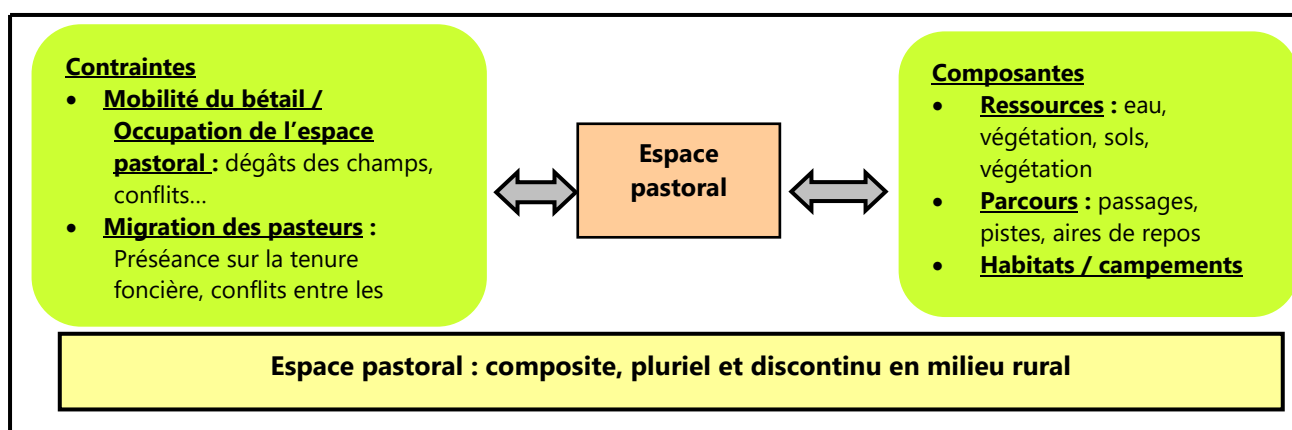 Contraintes
• Mobilité du bétail /
Occupation de l’espace
pastoral : dégâts des champs,
conflits…
• Migration des pasteurs :
Préséance sur la tenure
foncière, conflits entre les
Espace
pastoral
Composantes
• Ressources : eau,
végétation, sols,
végétation
• Parcours : passages,
pistes, aires de repos
• Habitats / campements
Espace pastoral : composite, pluriel et discontinu en milieu rural